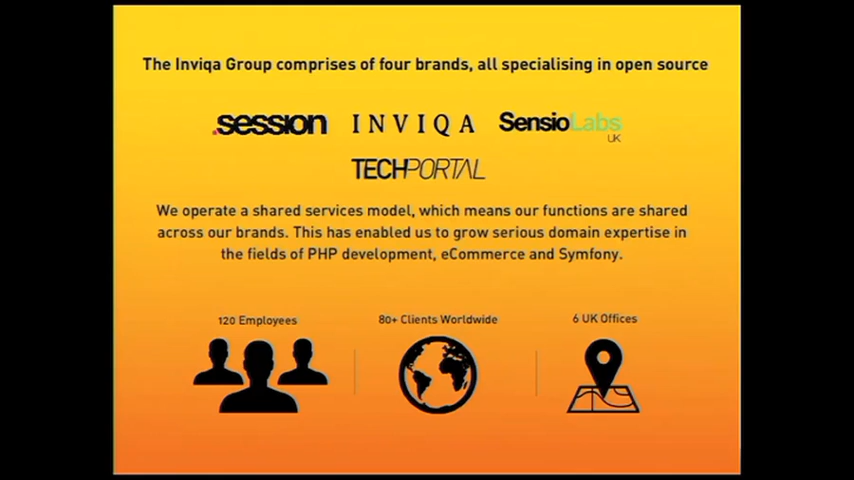 The Inviqa Group comprises of four brands, all specialising in open source
.session INVIQA SensioLabs
UK
TECHPORTAL
We operate a shared services model, which means our functions are shared
across our brands. This has enabled us to grow serious domain expertise in
the fields of PHP development, eCommerce and Symfony.
120 Employees 80+ Clients Worldwide 6 UK Offices